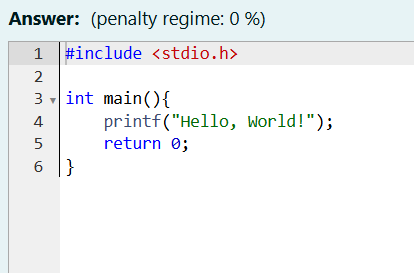 Answer: (penalty regime: 0 %)
1 #include <stdio.h>
2
3 int main(){
4     printf("Hello, World!");
5     return 0;
6 }